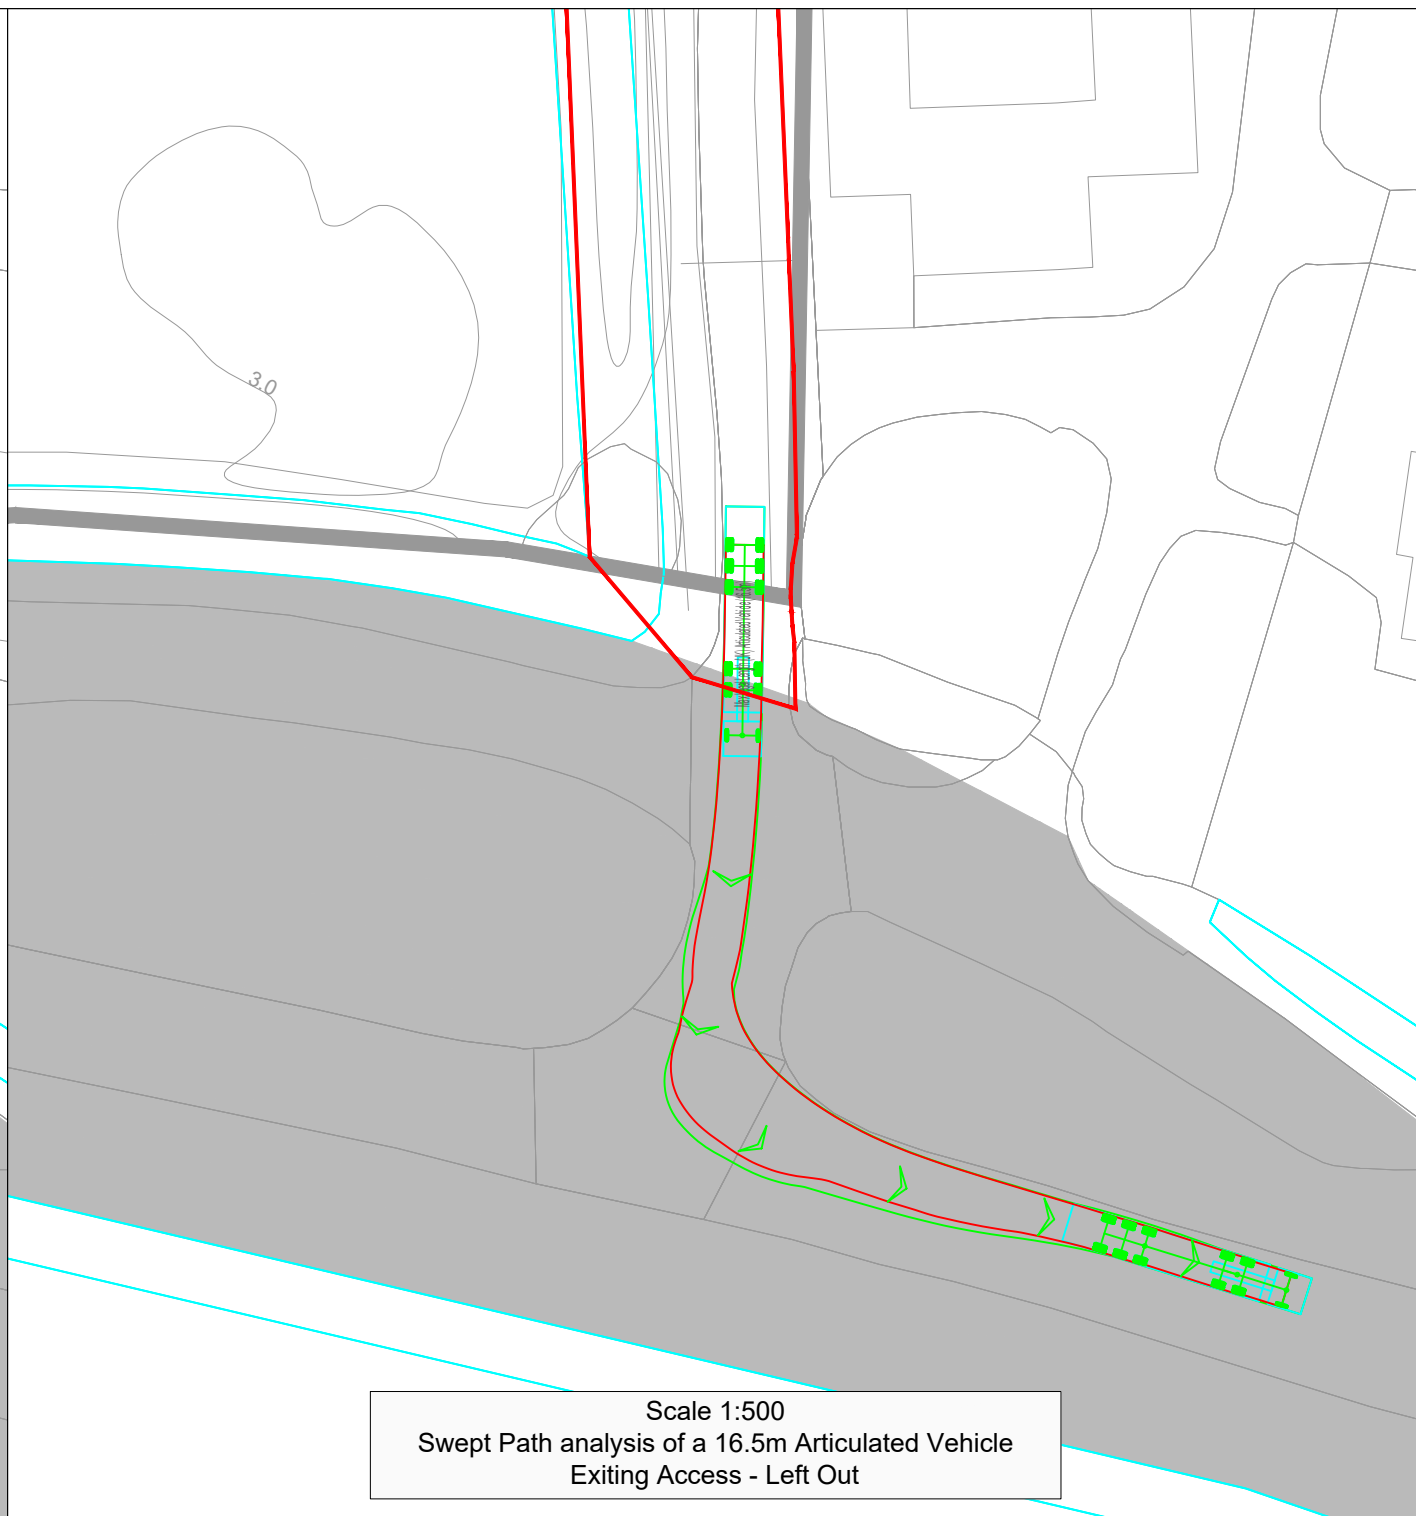 3.0
Scale 1:500
Swept Path analysis of a 16.5m Articulated Vehicle
Exiting Access - Left Out